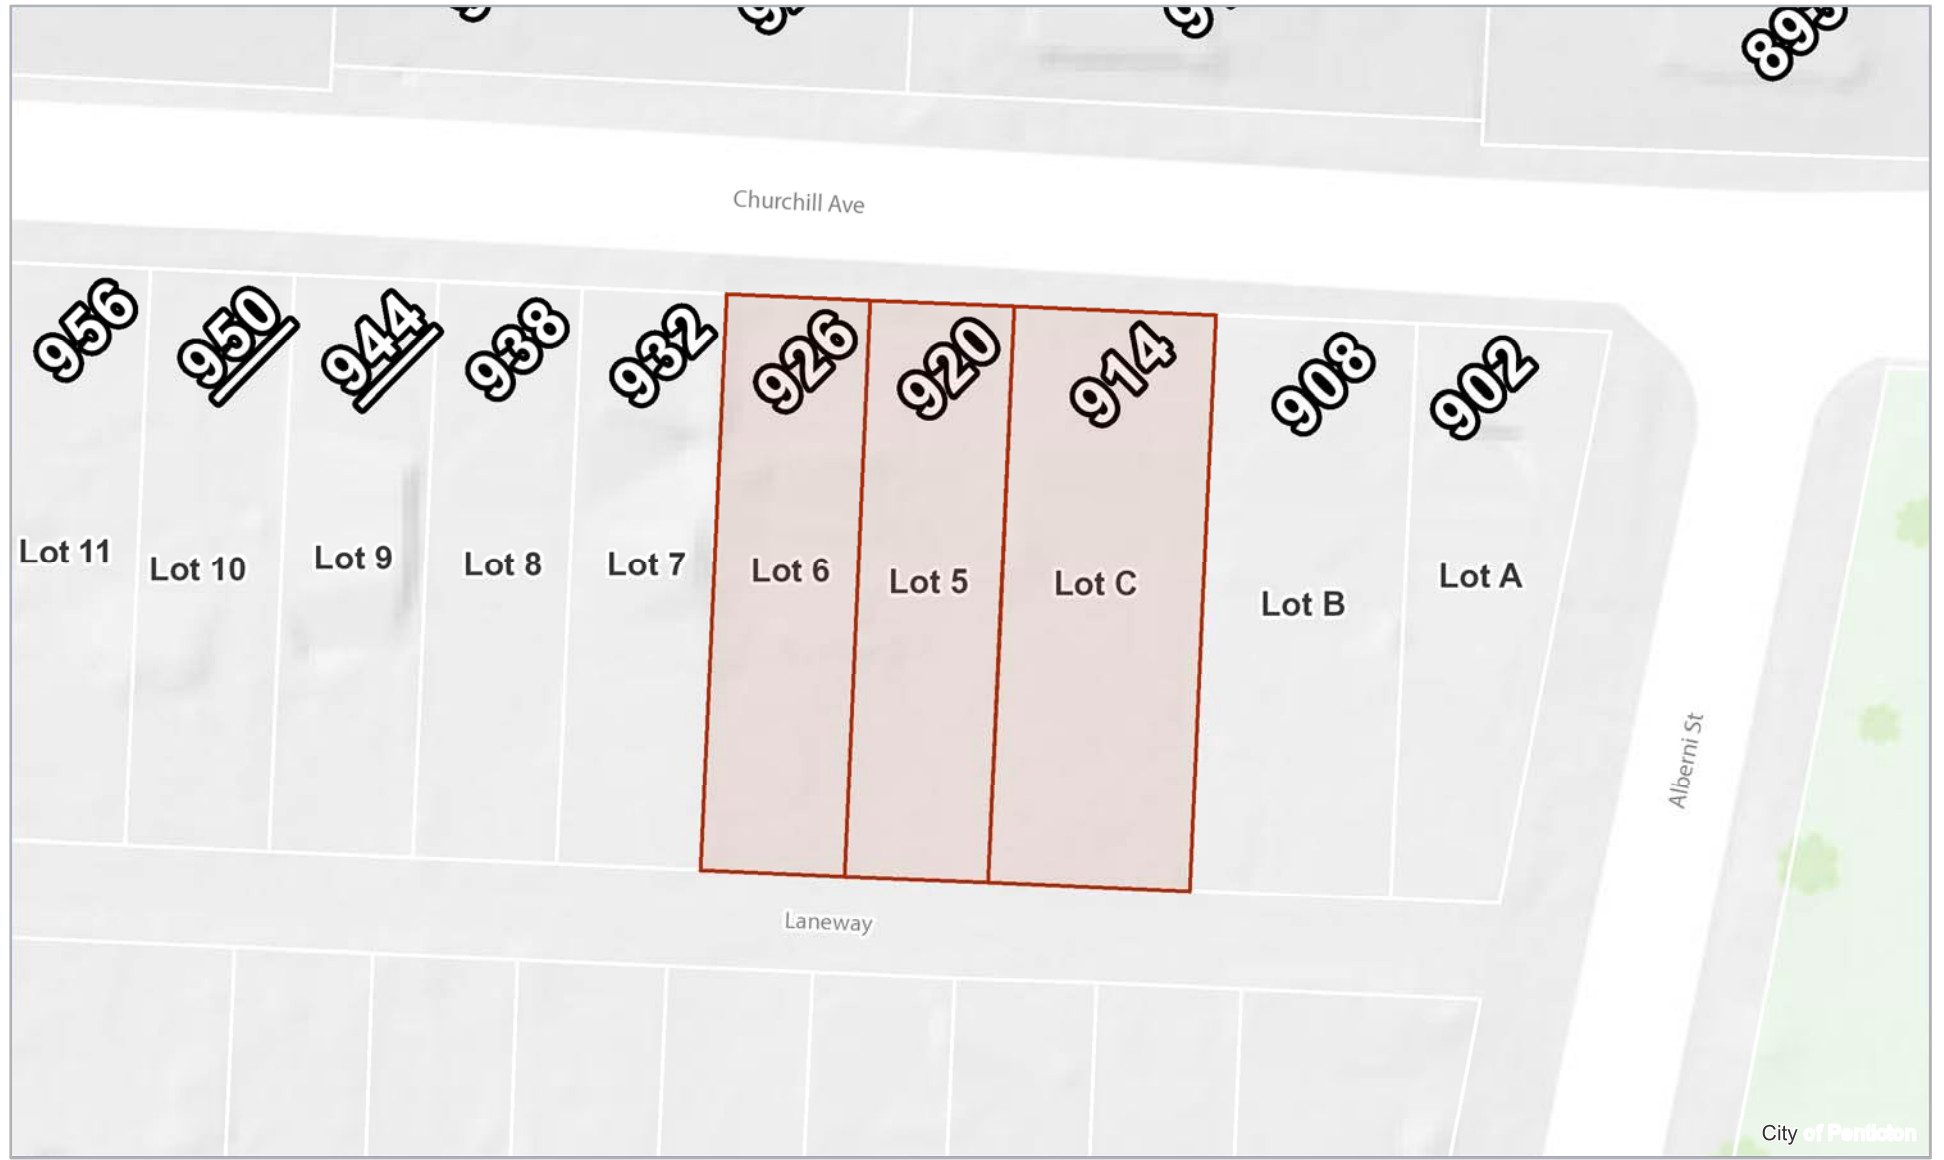 893
Churchill Ave
956
950
944
938
932
926
920
914
908
902
Lot 11
Lot 10
Lot 9
Lot 8
Lot 7
Lot 6
Lot 5
Lot C
Lot B
Lot A
Alberni St
Laneway
City of Penticton